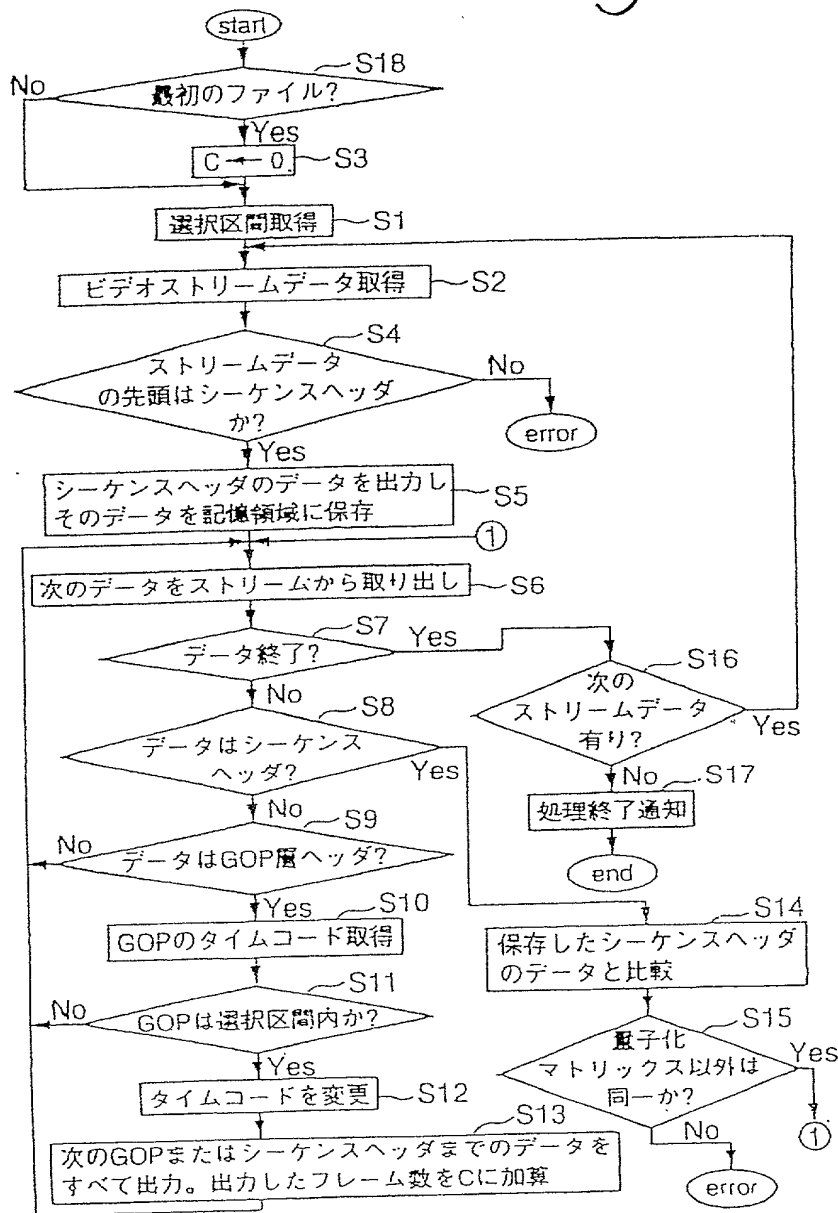 start
S18
No
最初のファイル?
Yes
C ← 0
S3
選択区間取得
S1
ビデオストリームデータ取得
S2
S4
ストリームデータ
の先頭はシーケンスヘッダ
か?
No
error
Yes
シーケンスヘッダのデータを出力し
そのデータを記憶領域に保存
S5
①
次のデータをストリームから取り出し
S6
S7
データ終了?
Yes
No
S16
次の
ストリームデータ
有り?
Yes
No
S17
処理終了通知
end
S8
データはシーケンス
ヘッダ?
Yes
No
S9
No
データはGOP層ヘッダ?
Yes
S10
GOPのタイムコード取得
S11
No
GOPは選択区間内か?
Yes
タイムコードを変更
S12
S13
次のGOPまたはシーケンスヘッダまでのデータを
すべて出力。出力したフレーム数をCに加算
S14
保存したシーケンスヘッダ
のデータと比較
S15
量子化
マトリックス以外は
同一か?
Yes
①
No
error